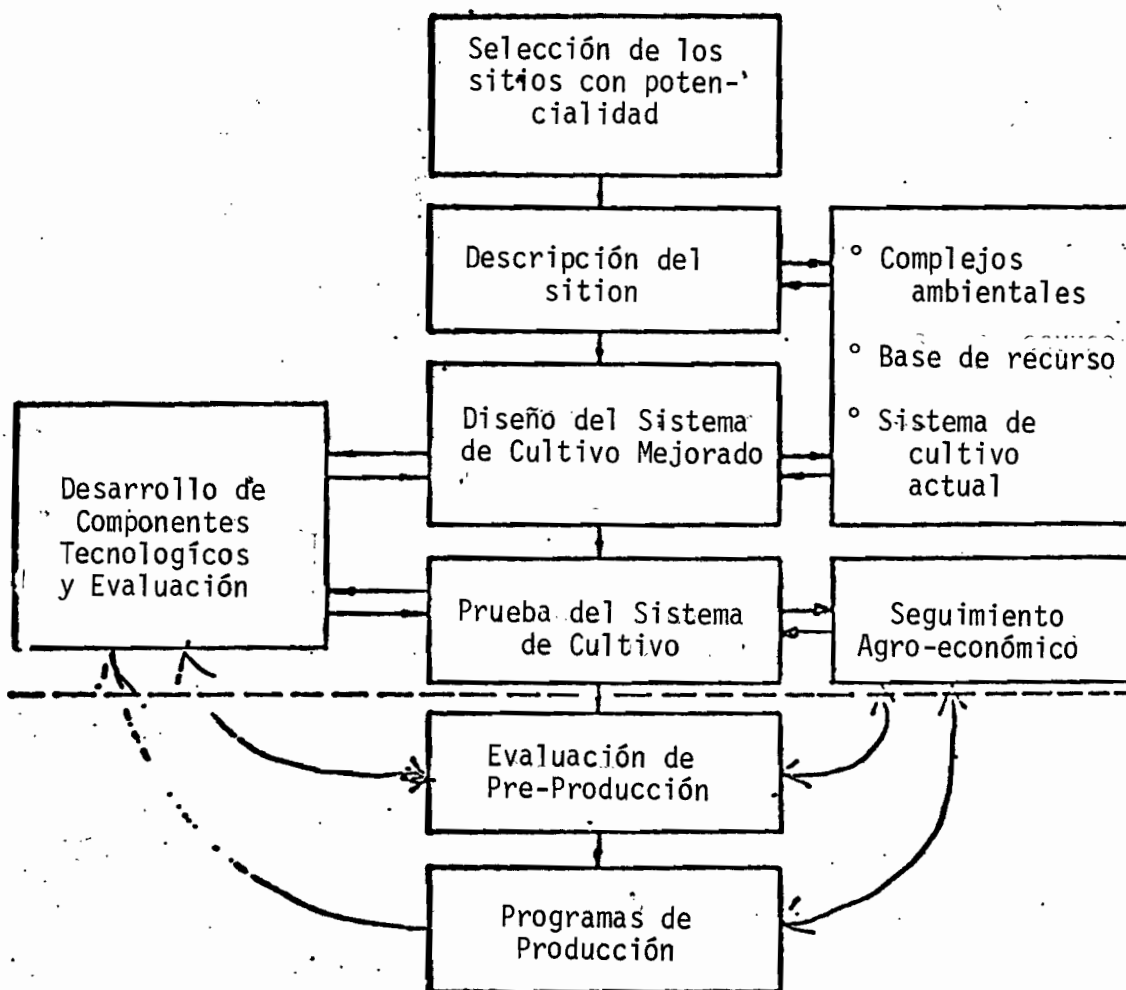 Selección de los
sitios con poten-
cialidad
Descripción del
sition
° Complejos
ambientales
° Base de recurso
° Sistema de
cultivo
actual
Diseño del Sistema
de Cultivo Mejorado
Desarrollo de
Componentes
Tecnologícos
y Evaluación
Prueba del Sistema
de Cultivo
Seguimiento
Agro-económico
Evaluación de
Pre-Producción
Programas de
Producción